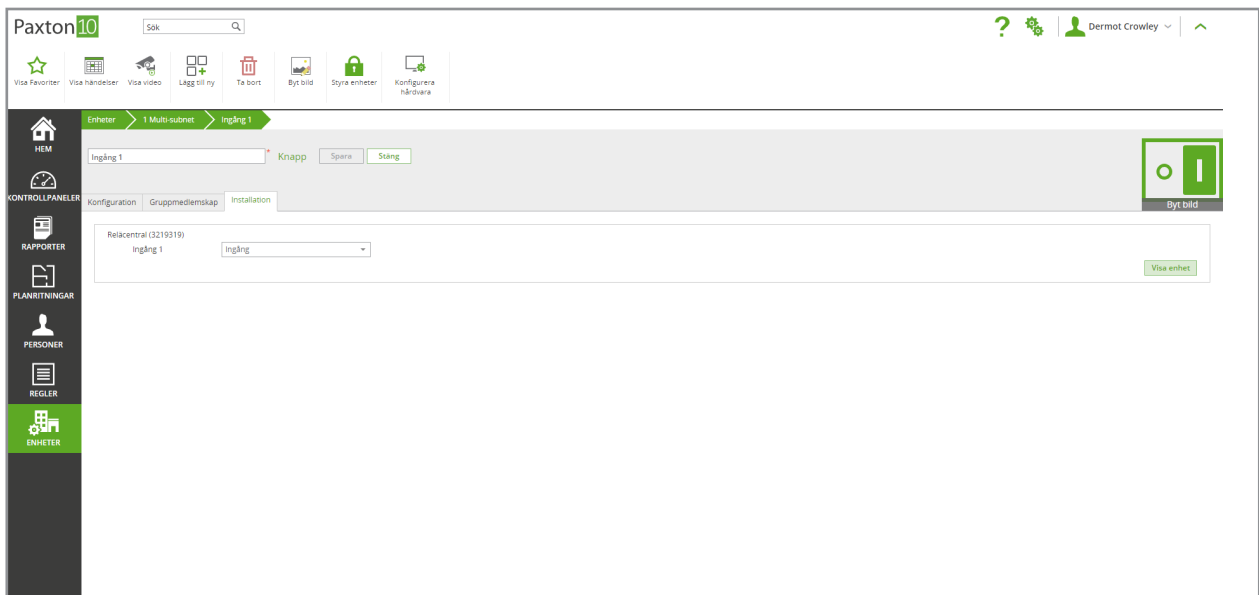 Paxton10
Sök
Dermot Crowley
Visa Favoriter
Visa händelser
Visa video
Lägg till ny
Ta bort
Byt bild
Styra enheter
Konfigurera
hårdvara
HEM
KONTROLLPANELER
RAPPORTER
PLANRITNINGAR
PERSONER
REGLER
ENHETER
Enheter 1 Multi-subnet Ingång 1
Ingång 1 * Knapp Spara Stäng
Byt bild
Konfiguration Gruppmedlemskap Installation
Reläcentral (3219319)
Ingång 1 Ingång
Visa enhet